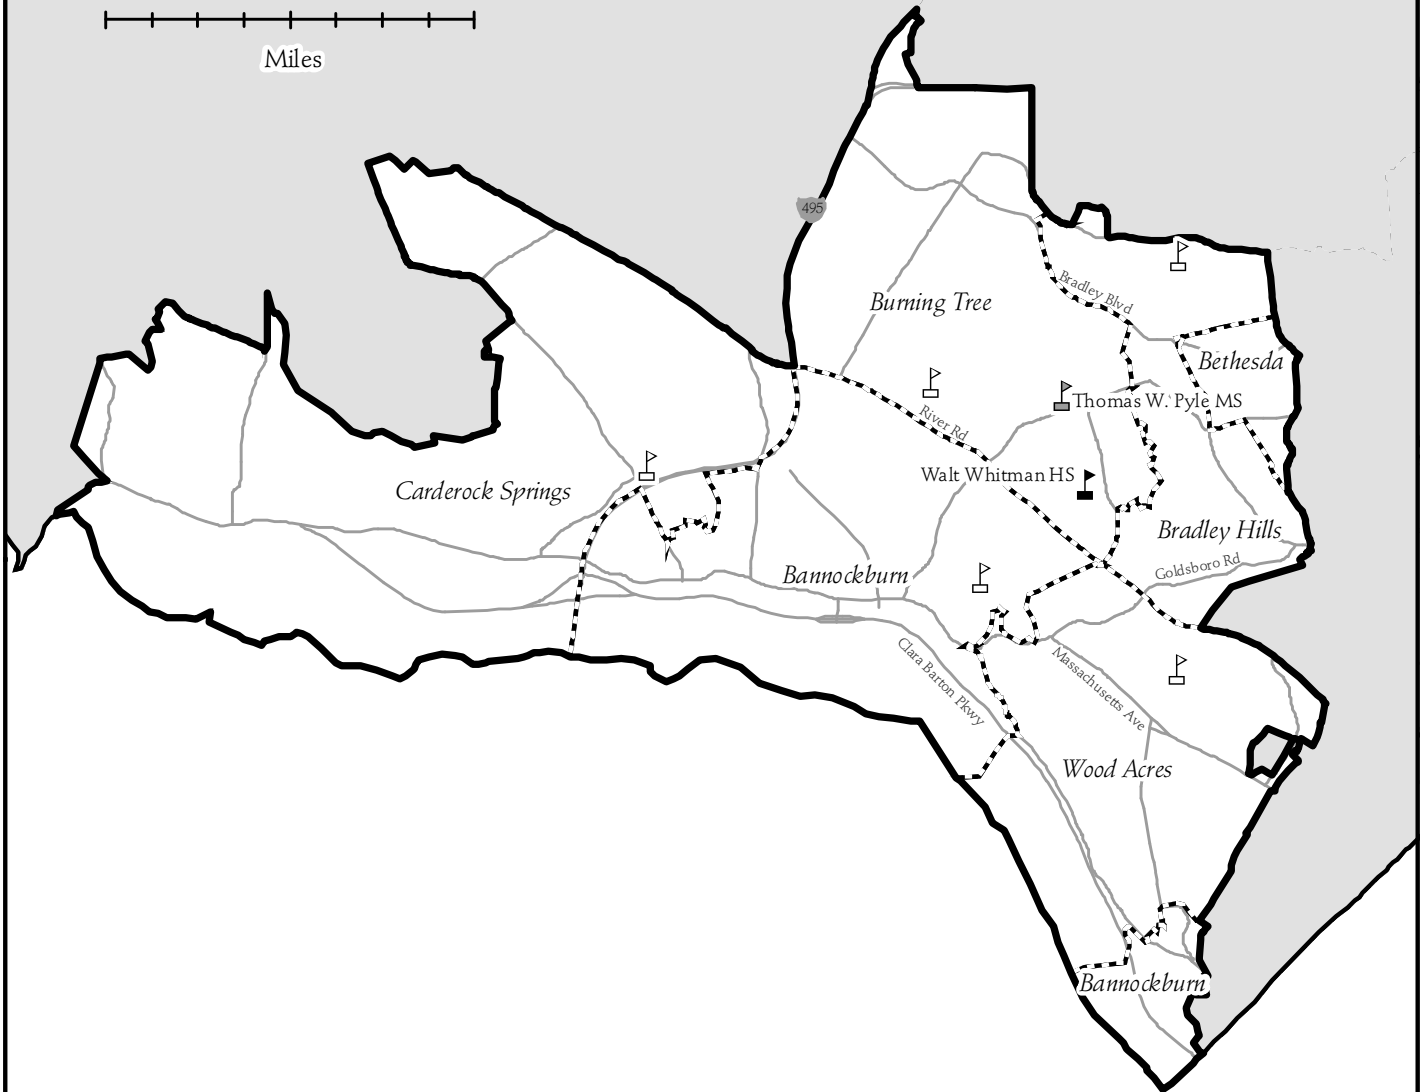 Miles
495
Bradley Blvd
Burning Tree
Bethesda
Thomas W. Pyle MS
River Rd
Walt Whitman HS
Carderock Springs
Bradley Hills
Goldsboro Rd
Bannockburn
Clara Barton Pkwy
Massachusetts Ave
Wood Acres
Bannockburn